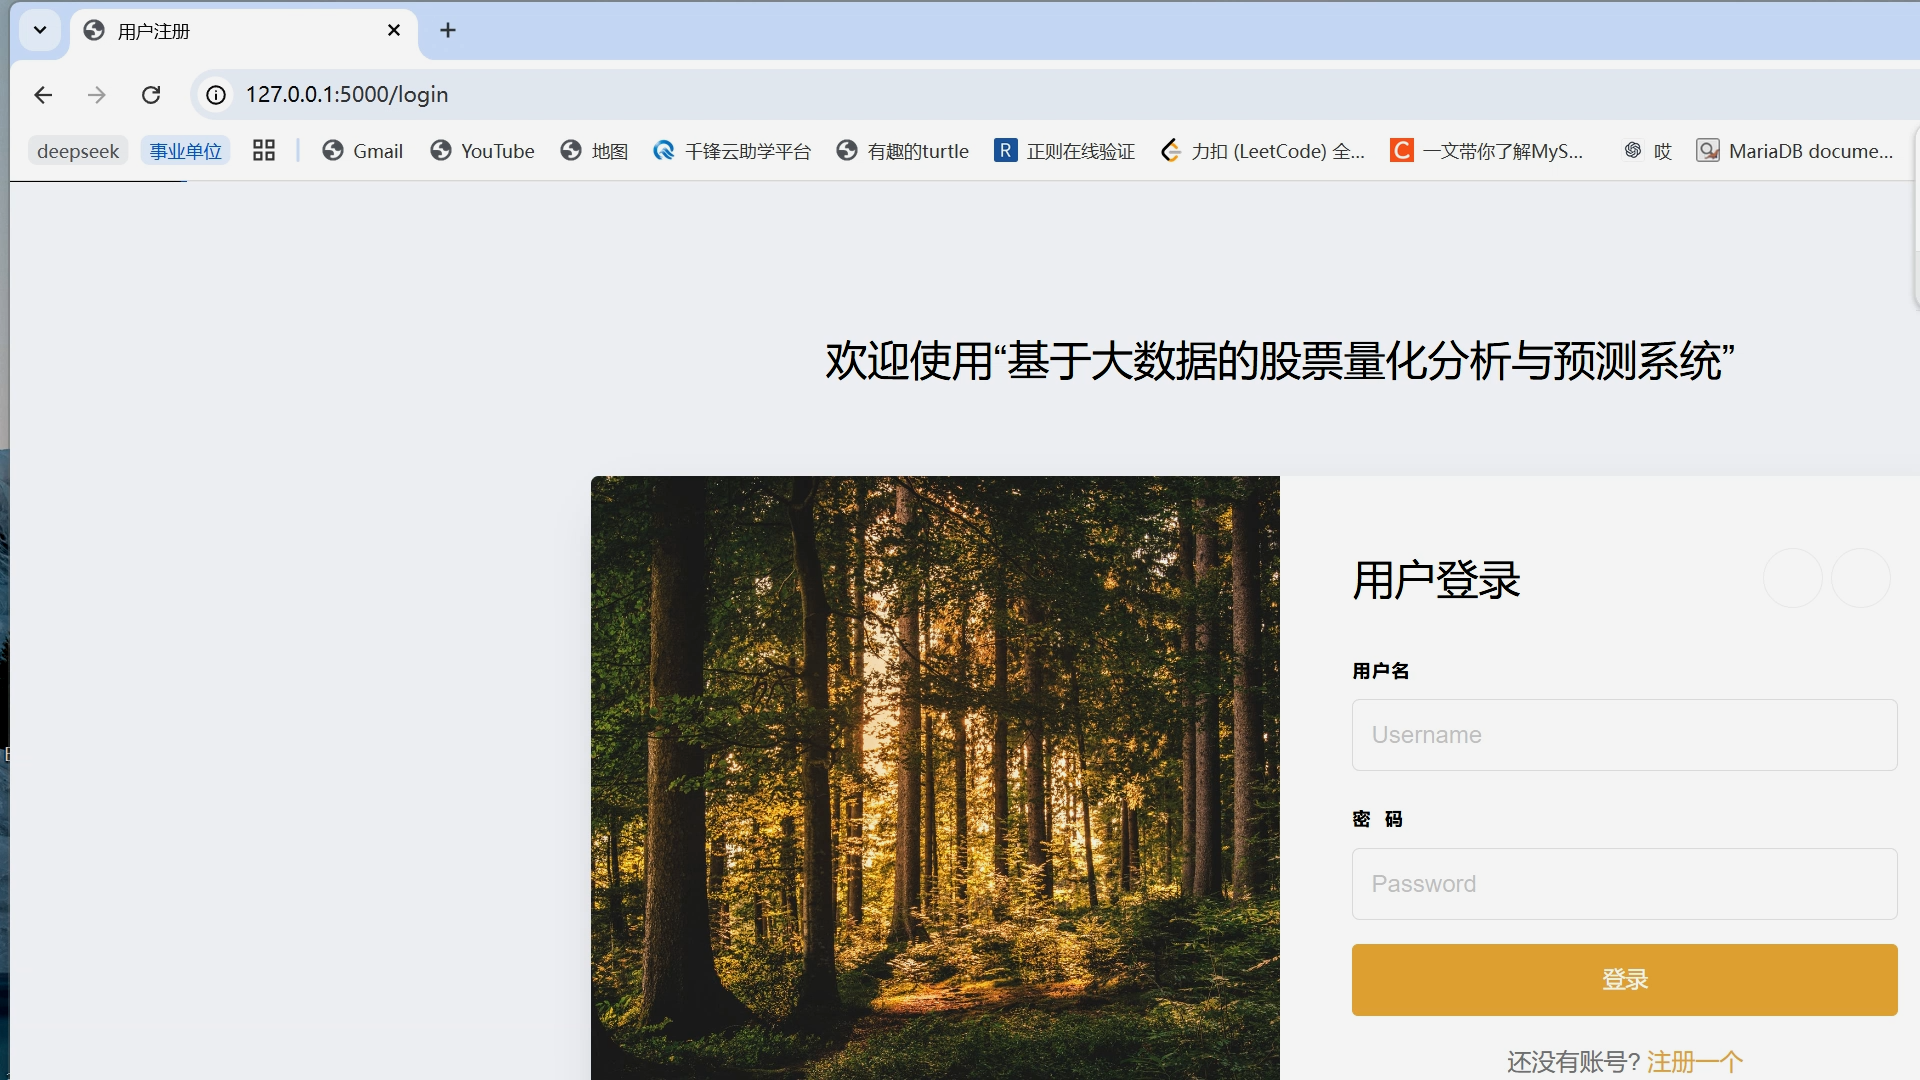 用户注册
127.0.0.1:5000/login
deepseek
事业单位
Gmail
YouTube
地图
千锋云助学平台
有趣的turtle
R
正则在线验证
力扣 (LeetCode) 全...
C
一文带你了解MyS...
哎
MariaDB docume...
欢迎使用“基于大数据的股票量化分析与预测系统”
用户登录
用户名
Username
密 码
Password
登录
还没有账号? 注册一个